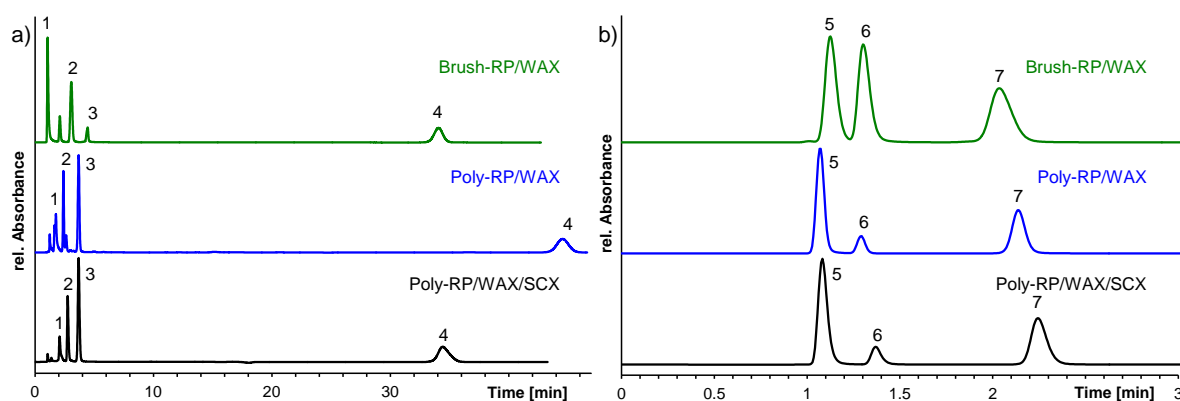 a)
rel. Absorbance
1
2
3
4
Brush-RP/WAX
1
2
3
4
Poly-RP/WAX
1
2
3
4
Poly-RP/WAX/SCX
0 10 20 30 Time [min]
b)
rel. Absorbance
5
6
7
Brush-RP/WAX
5
6
7
Poly-RP/WAX
5
6
7
Poly-RP/WAX/SCX
0 0.5 1 1.5 2 Time [min] 3